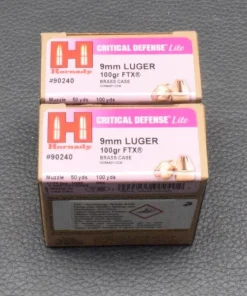 CRITICAL DEFENSE Lite
9mm LUGER
100gr FTX®
BRASS CASE
Hornady
#90240
Muzzle 50 yds 100 yds
CRITICAL DEFENSE Lite
9mm LUGER
100gr FTX®
BRASS CASE
Hornady
#90240
Muzzle 50 yds 100 yds